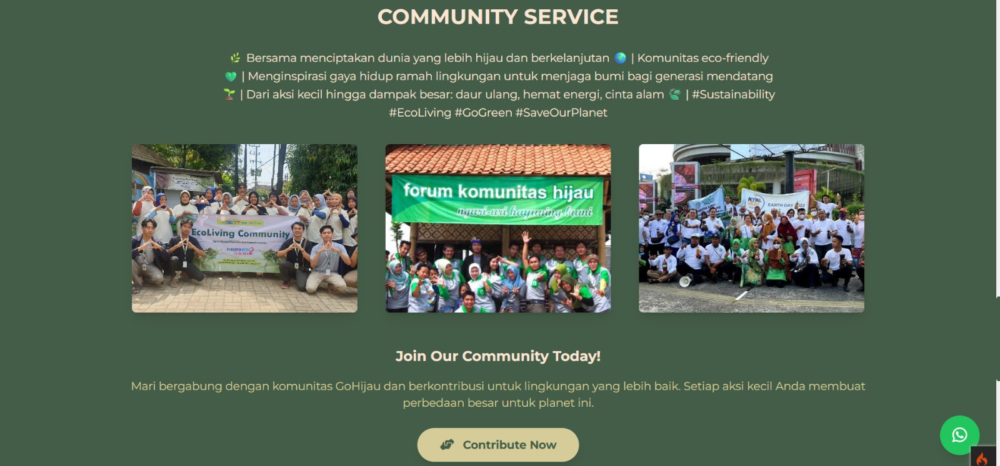 COMMUNITY SERVICE
🌿 Bersama menciptakan dunia yang lebih hijau dan berkelanjutan 🌍 | Komunitas eco-friendly
💚 | Menginspirasi gaya hidup ramah lingkungan untuk menjaga bumi bagi generasi mendatang
🌱 | Dari aksi kecil hingga dampak besar: daur ulang, hemat energi, cinta alam 🍃 | #Sustainability
#EcoLiving #GoGreen #SaveOurPlanet
EcoLiving Community
forum komunitas hijau
nguri-uri hayuning bumi
EARTH DAY 2022
Join Our Community Today!
Mari bergabung dengan komunitas GoHijau dan berkontribusi untuk lingkungan yang lebih baik. Setiap aksi kecil Anda membuat
perbedaan besar untuk planet ini.
Contribute Now